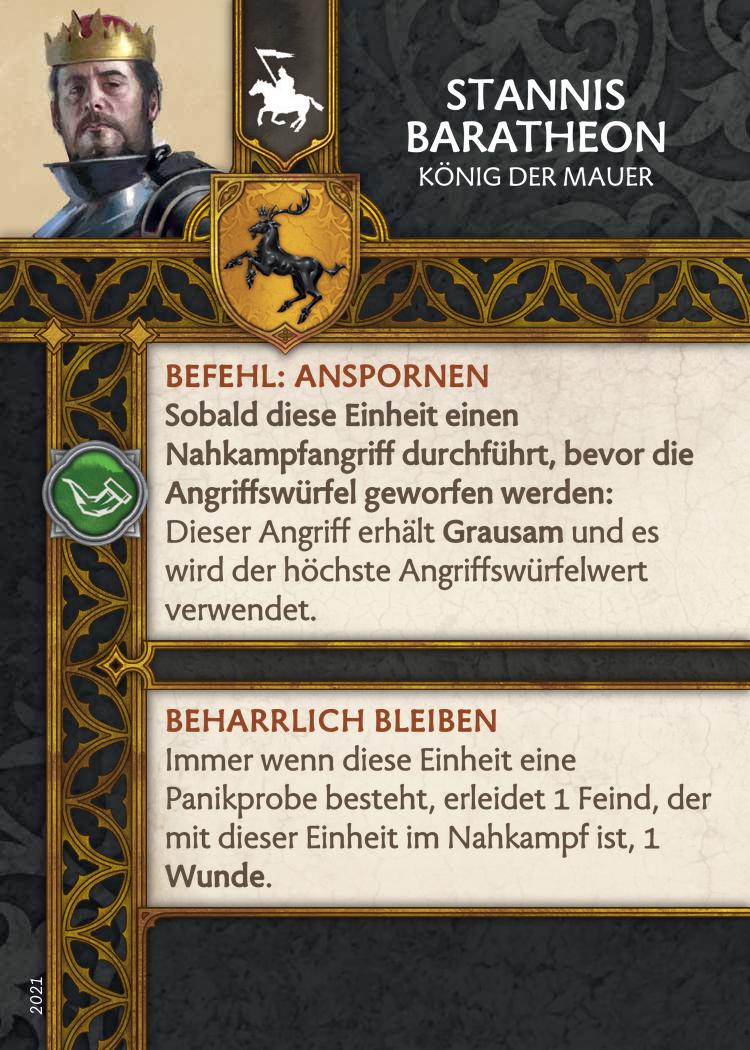 STANNIS
BARATHEON
KÖNIG DER MAUER
BEFEHL: ANSPORNEN
Sobald diese Einheit einen
Nahkampfangriff durchführt, bevor die
Angriffswürfel geworfen werden:
Dieser Angriff erhält Grausam und es
wird der höchste Angriffswürfelwert
verwendet.
BEHARRLICH BLEIBEN
Immer wenn diese Einheit eine
Panikprobe besteht, erleidet 1 Feind, der
mit dieser Einheit im Nahkampf ist, 1
Wunde.
2021